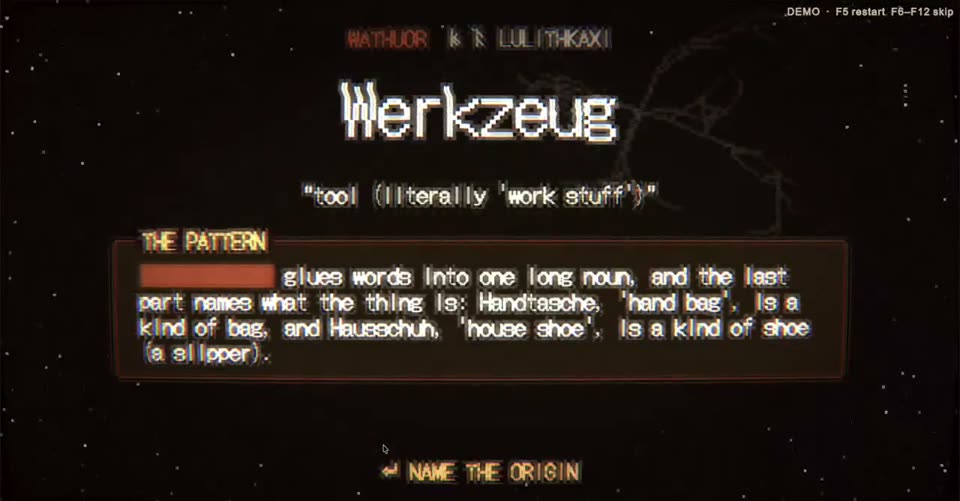 DEMO · F5 restart F6–F12 skip
WATHUOR LULITHKAXI
Werkzeug
"tool (literally 'work stuff')"
THE PATTERN
glues words into one long noun, and the last
part names what the thing is: Handtasche, 'hand bag', is a
kind of bag, and Hausschuh, 'house shoe', is a kind of shoe
(a slipper).
↵ NAME THE ORIGIN